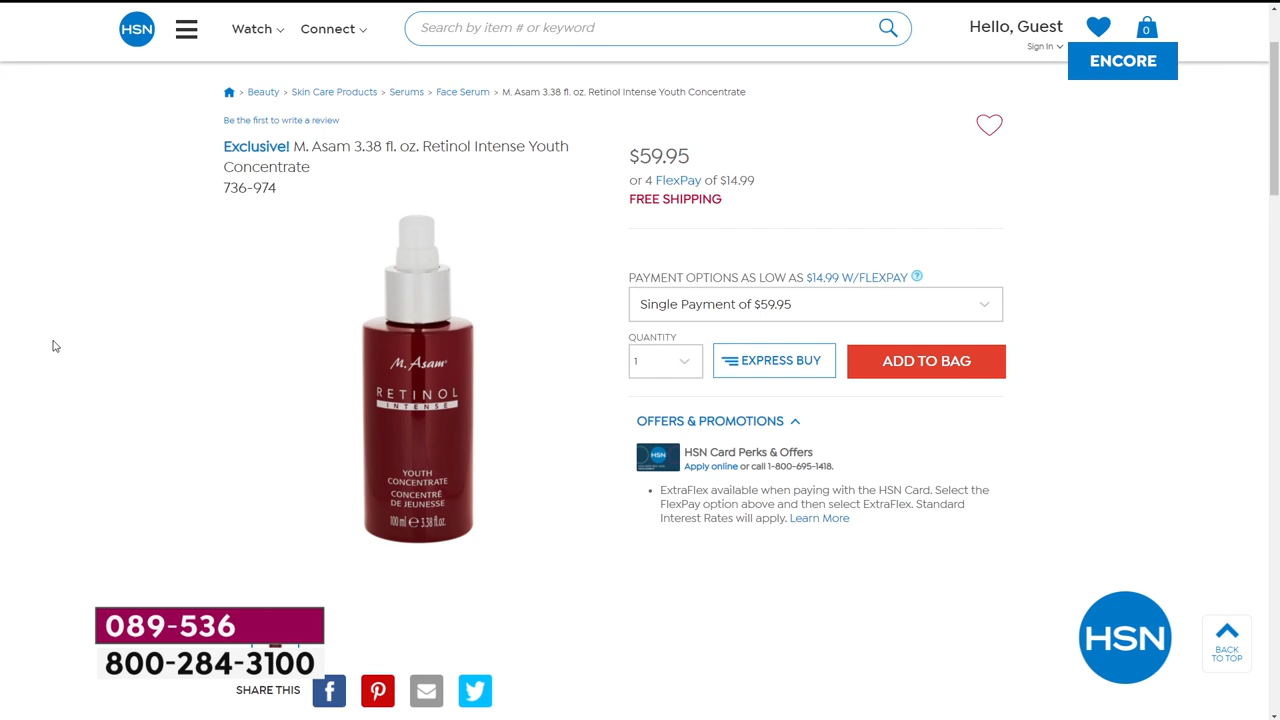 HSN
Watch
Connect
Search by item # or keyword
Hello, Guest
Sign In
0
ENCORE
> Beauty > Skin Care Products > Serums > Face Serum > M. Asam 3.38 fl. oz. Retinol Intense Youth Concentrate
Be the first to write a review
Exclusive! M. Asam 3.38 fl. oz. Retinol Intense Youth
Concentrate
736-974
$59.95
or 4 FlexPay of $14.99
FREE SHIPPING
PAYMENT OPTIONS AS LOW AS $14.99 W/FLEXPAY ?
Single Payment of $59.95
QUANTITY
1
EXPRESS BUY
ADD TO BAG
OFFERS & PROMOTIONS
HSN
HSN Card Perks & Offers
Apply online or call 1-800-695-1418.
• ExtraFlex available when paying with the HSN Card. Select the
FlexPay option above and then select ExtraFlex. Standard
Interest Rates will apply. Learn More
M. Asam®
RETINOL
INTENSE
YOUTH
CONCENTRATE
CONCENTRÉ
DE JEUNESSE
100 ml ℮ 3.38 fl.oz.
089-536
800-284-3100
SHARE THIS
HSN
BACK
TO TOP